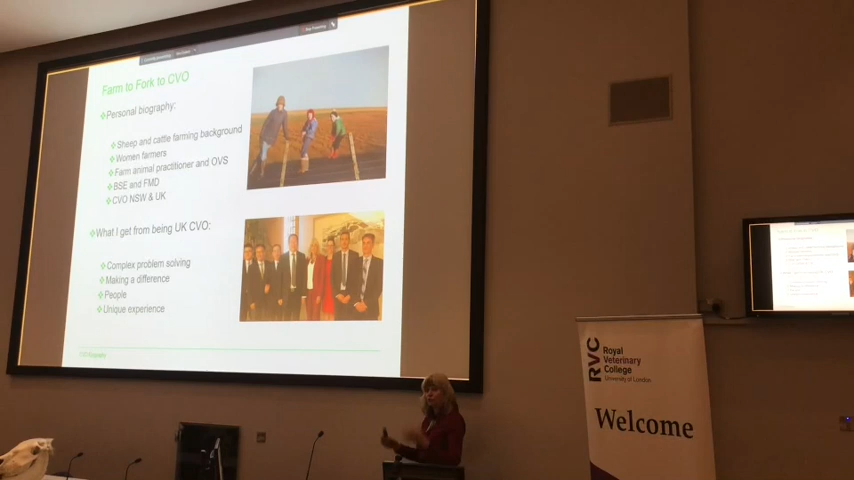 Farm to Fork to CVO
❖Personal biography:
❖Sheep and cattle farming background
❖Women farmers
❖Farm animal practitioner and OVS
❖BSE and FMD
❖CVO NSW & UK
❖What I get from being UK CVO:
❖Complex problem solving
❖Making a difference
❖People
❖Unique experience
RVC
Royal
Veterinary
College
University of London
Welcome